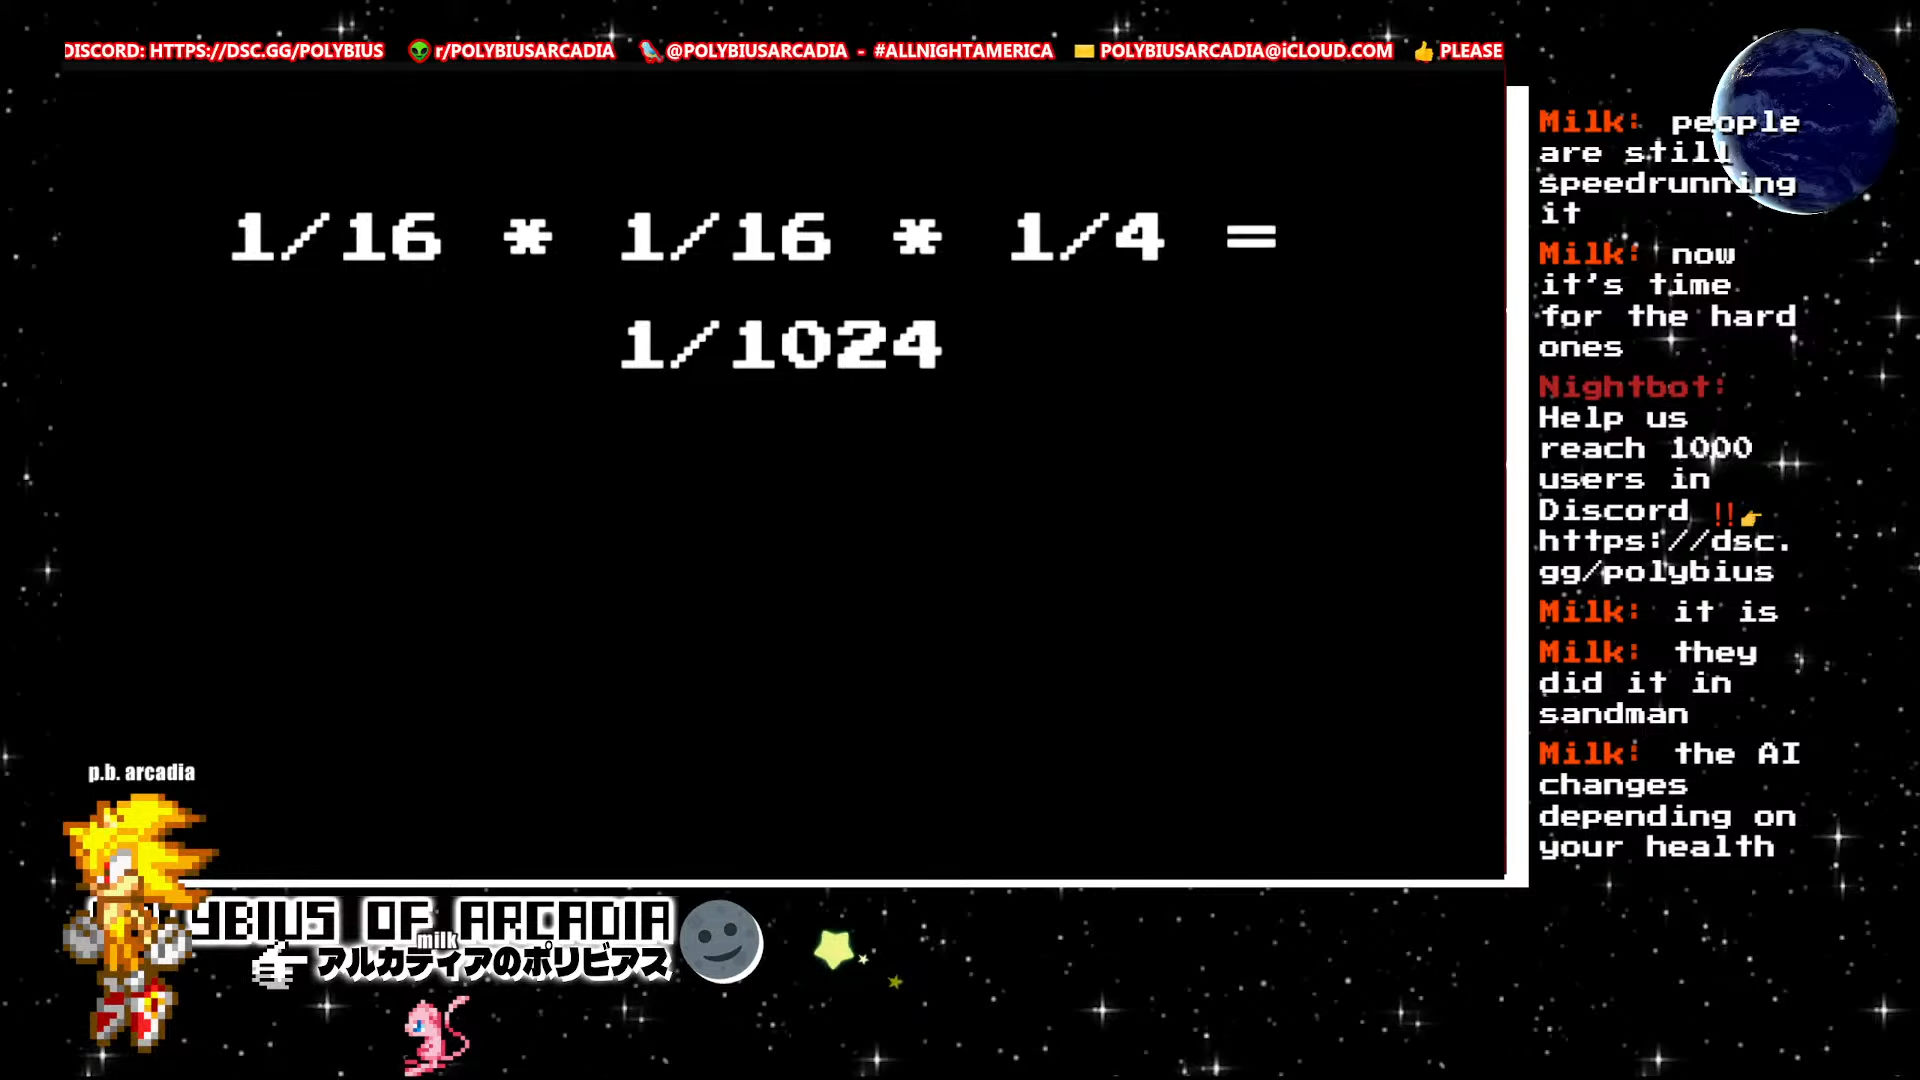 DISCORD: HTTPS://DSC.GG/POLYBIUS r/POLYBIUSARCADIA @POLYBIUSARCADIA - #ALLNIGHTAMERICA POLYBIUSARCADIA@iCLOUD.COM PLEASE
1/16 * 1/16 * 1/4 =
1/1024
Milk: people
are still
speedrunning
it
Milk: now
it's time
for the hard
ones
Nightbot:
Help us
reach 1000
users in
Discord ‼👉
https://dsc.
gg/polybius
Milk: it is
Milk: they
did it in
sandman
Milk: the AI
changes
depending on
your health
p.b. arcadia
YBIUS OF ARCADIA
milk
アルカディアのポリビアス